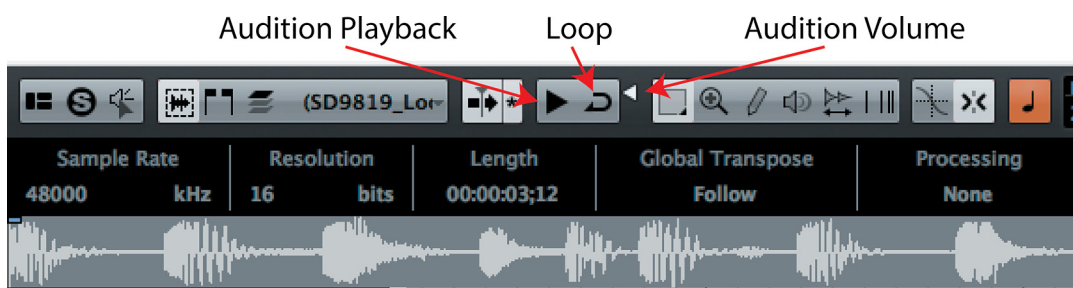 Audition Playback Loop Audition Volume
S (SD9819_Loo *
Sample Rate Resolution Length Global Transpose Processing
48000 kHz 16 bits 00:00:03;12 Follow None